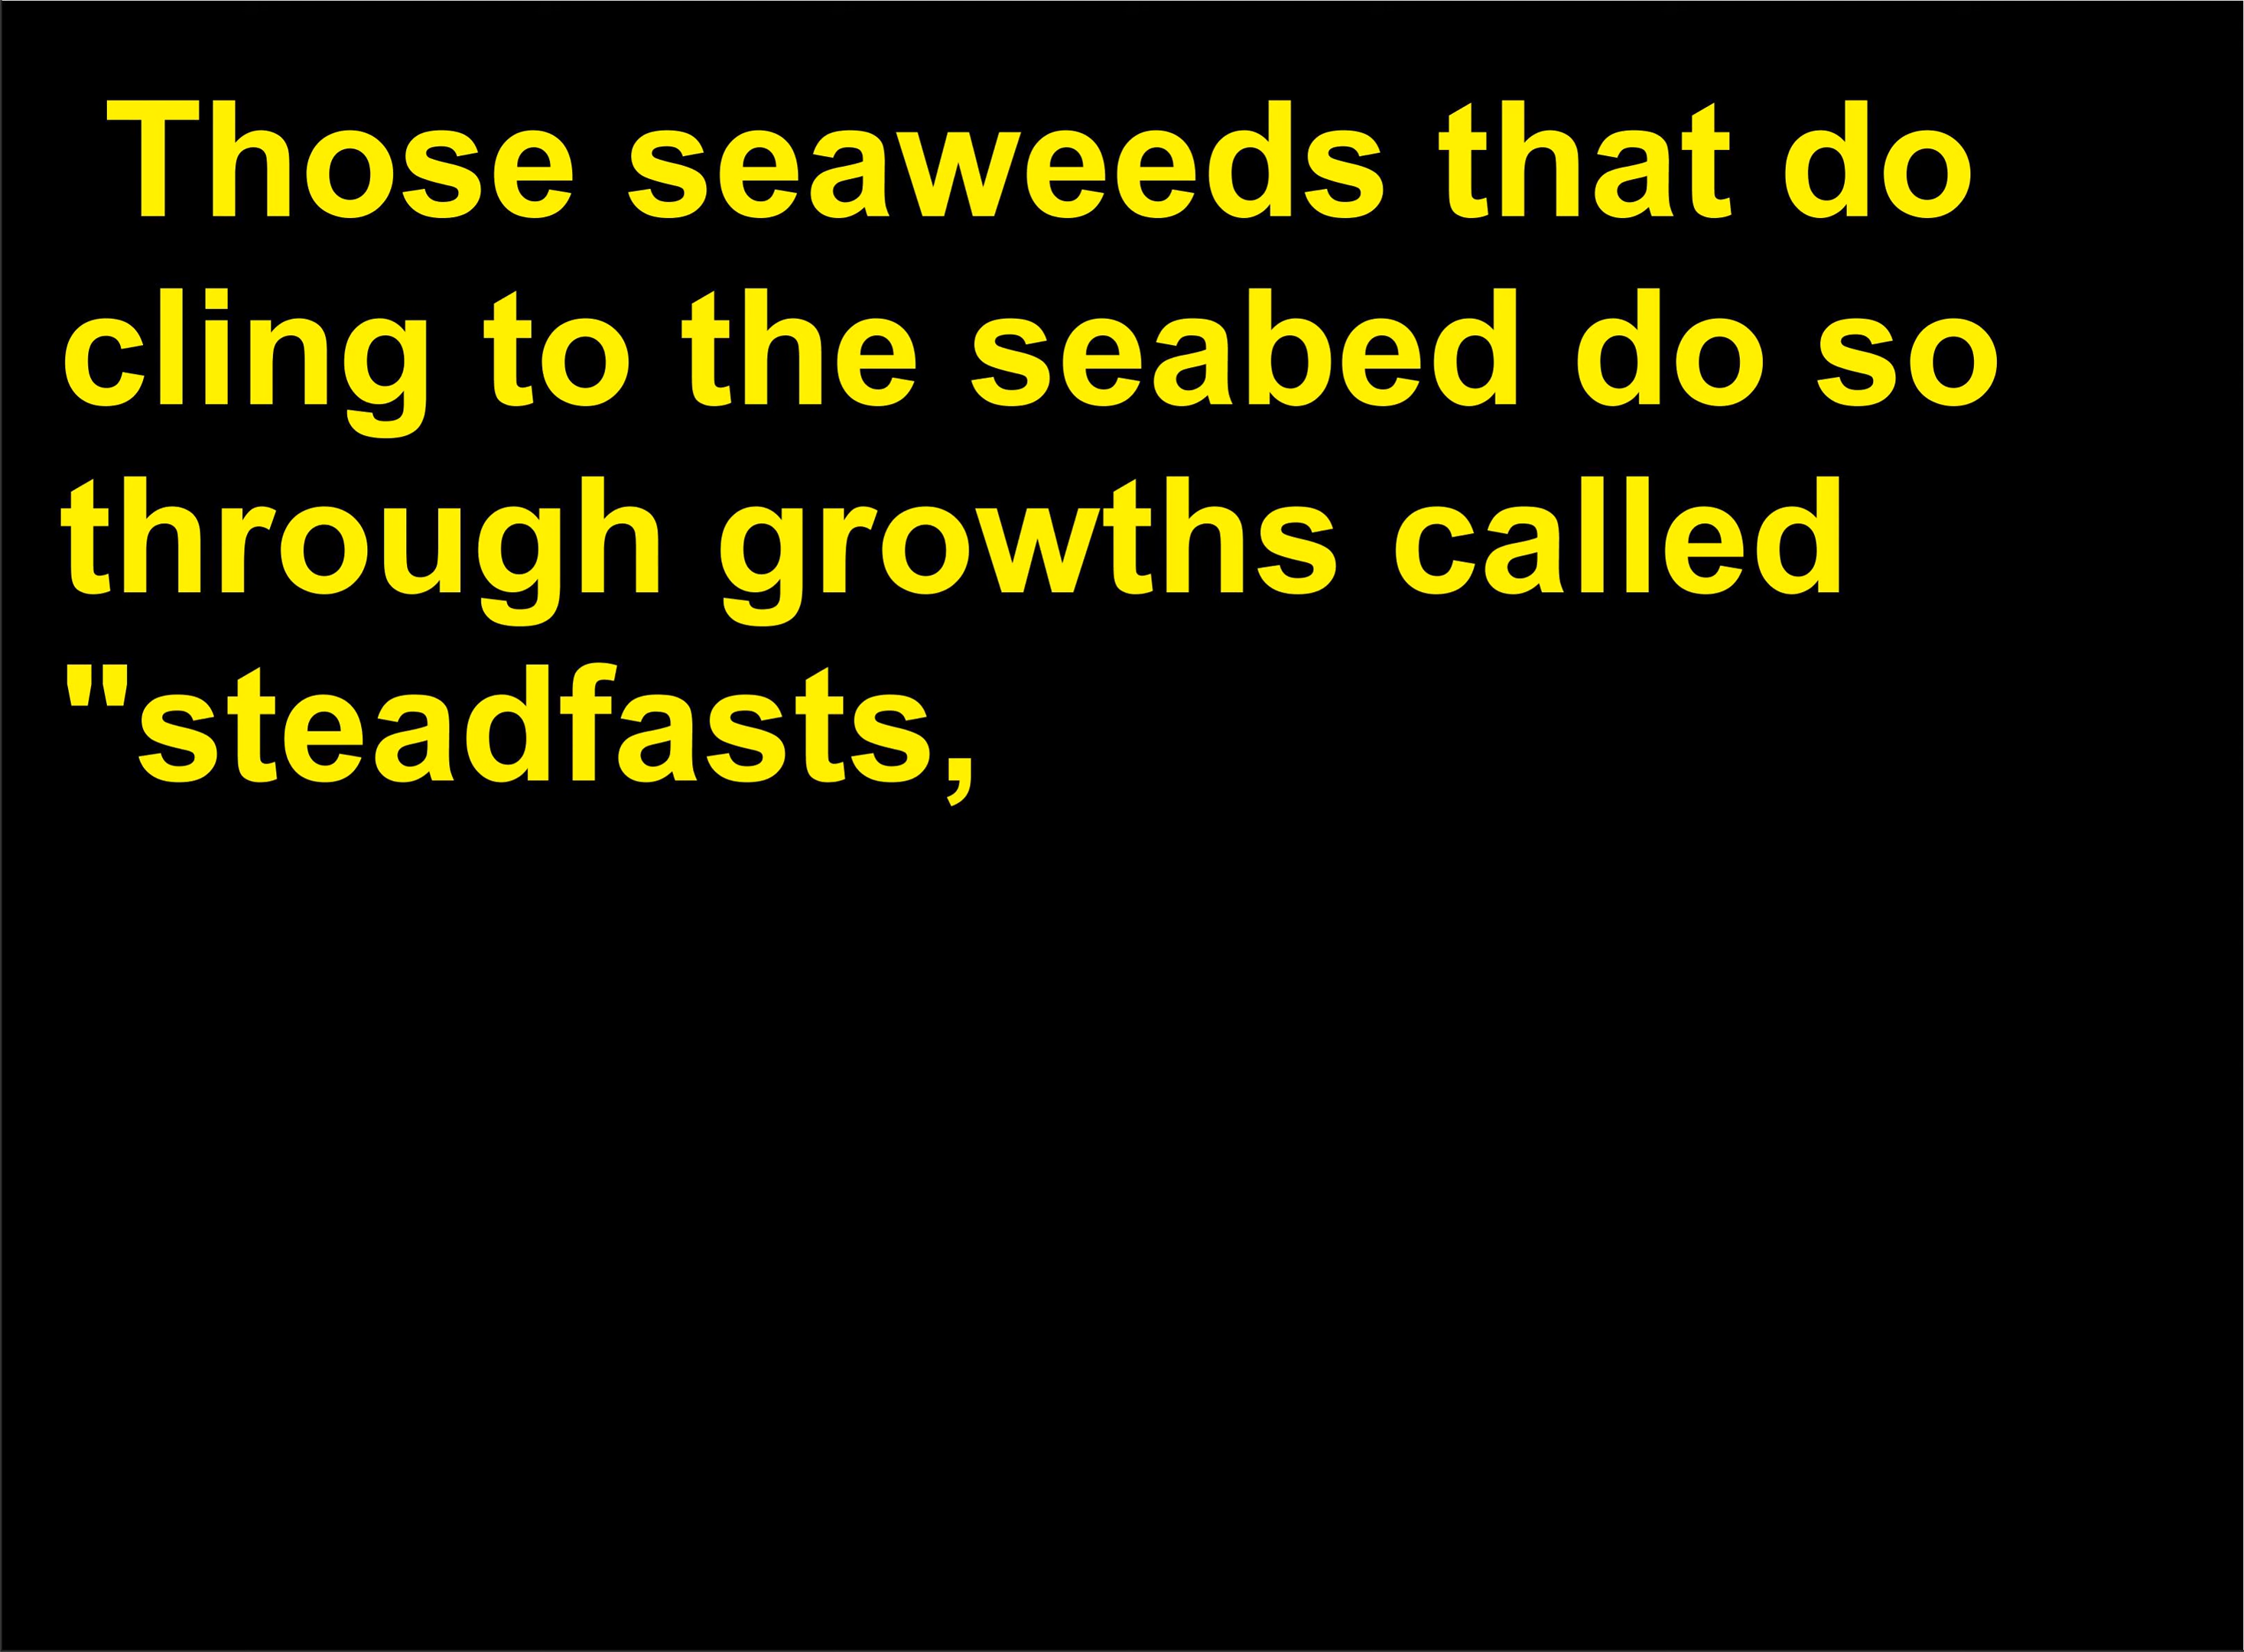 Those seaweeds that do
cling to the seabed do so
through growths called
"steadfasts,